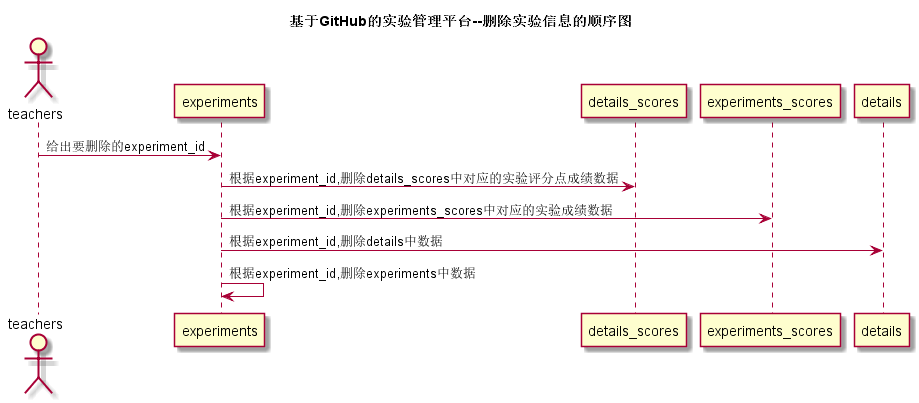 基于GitHub的实验管理平台--删除实验信息的顺序图
teachers
experiments
details_scores
experiments_scores
details
给出要删除的experiment_id
根据experiment_id,删除details_scores中对应的实验评分点成绩数据
根据experiment_id,删除experiments_scores中对应的实验成绩数据
根据experiment_id,删除details中数据
根据experiment_id,删除experiments中数据
teachers
experiments
details_scores
experiments_scores
details